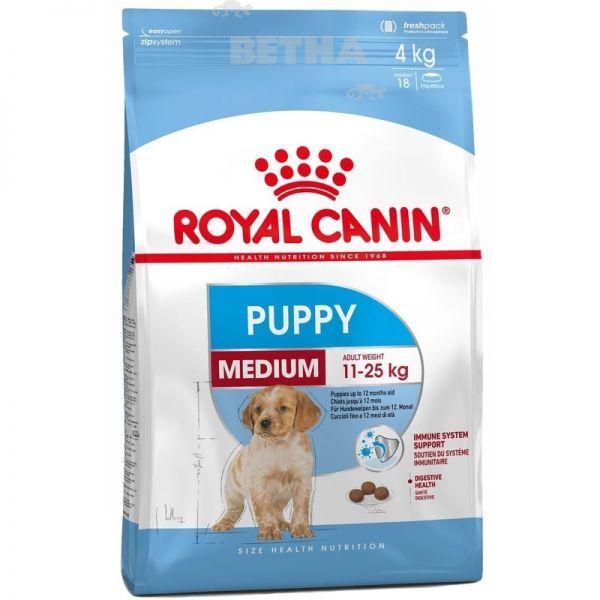 easyopen
zipsystem
BETHA
freshpack
Protective atmosphere
4 kg
18
ROYAL CANIN®
HEALTH NUTRITION SINCE 1968
PUPPY
MEDIUM
ADULT WEIGHT
11-25 kg
Puppies up to 12 months old
Chiots jusqu'à 12 mois
Für Hundewelpen bis zum 12. Monat
Cuccioli fino a 12 mesi di età
IMMUNE SYSTEM
SUPPORT
SOUTIEN DU SYSTÈME
IMMUNITAIRE
DIGESTIVE
HEALTH
SANTÉ
DIGESTIVE
SIZE HEALTH NUTRITION